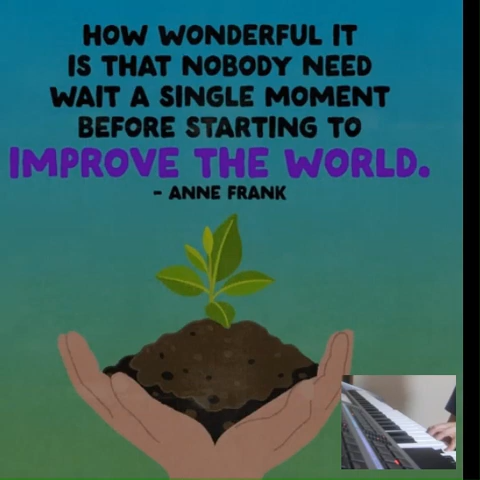 HOW WONDERFUL IT
IS THAT NOBODY NEED
WAIT A SINGLE MOMENT
BEFORE STARTING TO
IMPROVE THE WORLD.
- ANNE FRANK